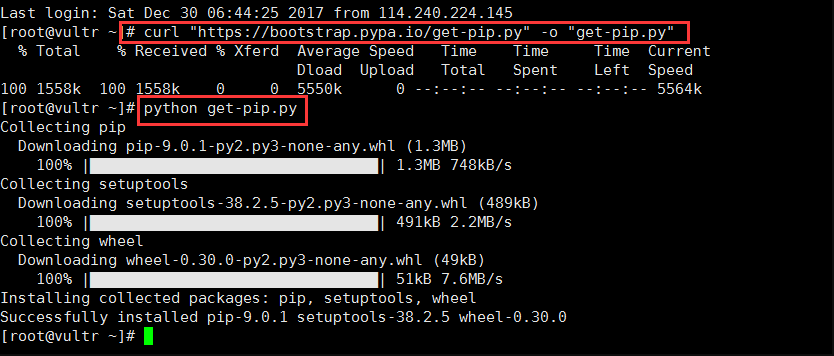 Last login: Sat Dec 30 06:44:25 2017 from 114.240.224.145
[root@vultr ~]# curl "https://bootstrap.pypa.io/get-pip.py" -o "get-pip.py"
  % Total    % Received % Xferd  Average Speed   Time    Time     Time  Current
                                 Dload  Upload   Total   Spent    Left  Speed
100 1558k  100 1558k    0     0  5550k      0 --:--:-- --:--:-- --:--:-- 5564k
[root@vultr ~]# python get-pip.py
Collecting pip
  Downloading pip-9.0.1-py2.py3-none-any.whl (1.3MB)
    100% |████████████████████████████████| 1.3MB 748kB/s
Collecting setuptools
  Downloading setuptools-38.2.5-py2.py3-none-any.whl (489kB)
    100% |████████████████████████████████| 491kB 2.2MB/s
Collecting wheel
  Downloading wheel-0.30.0-py2.py3-none-any.whl (49kB)
    100% |████████████████████████████████| 51kB 7.6MB/s
Installing collected packages: pip, setuptools, wheel
Successfully installed pip-9.0.1 setuptools-38.2.5 wheel-0.30.0
[root@vultr ~]#